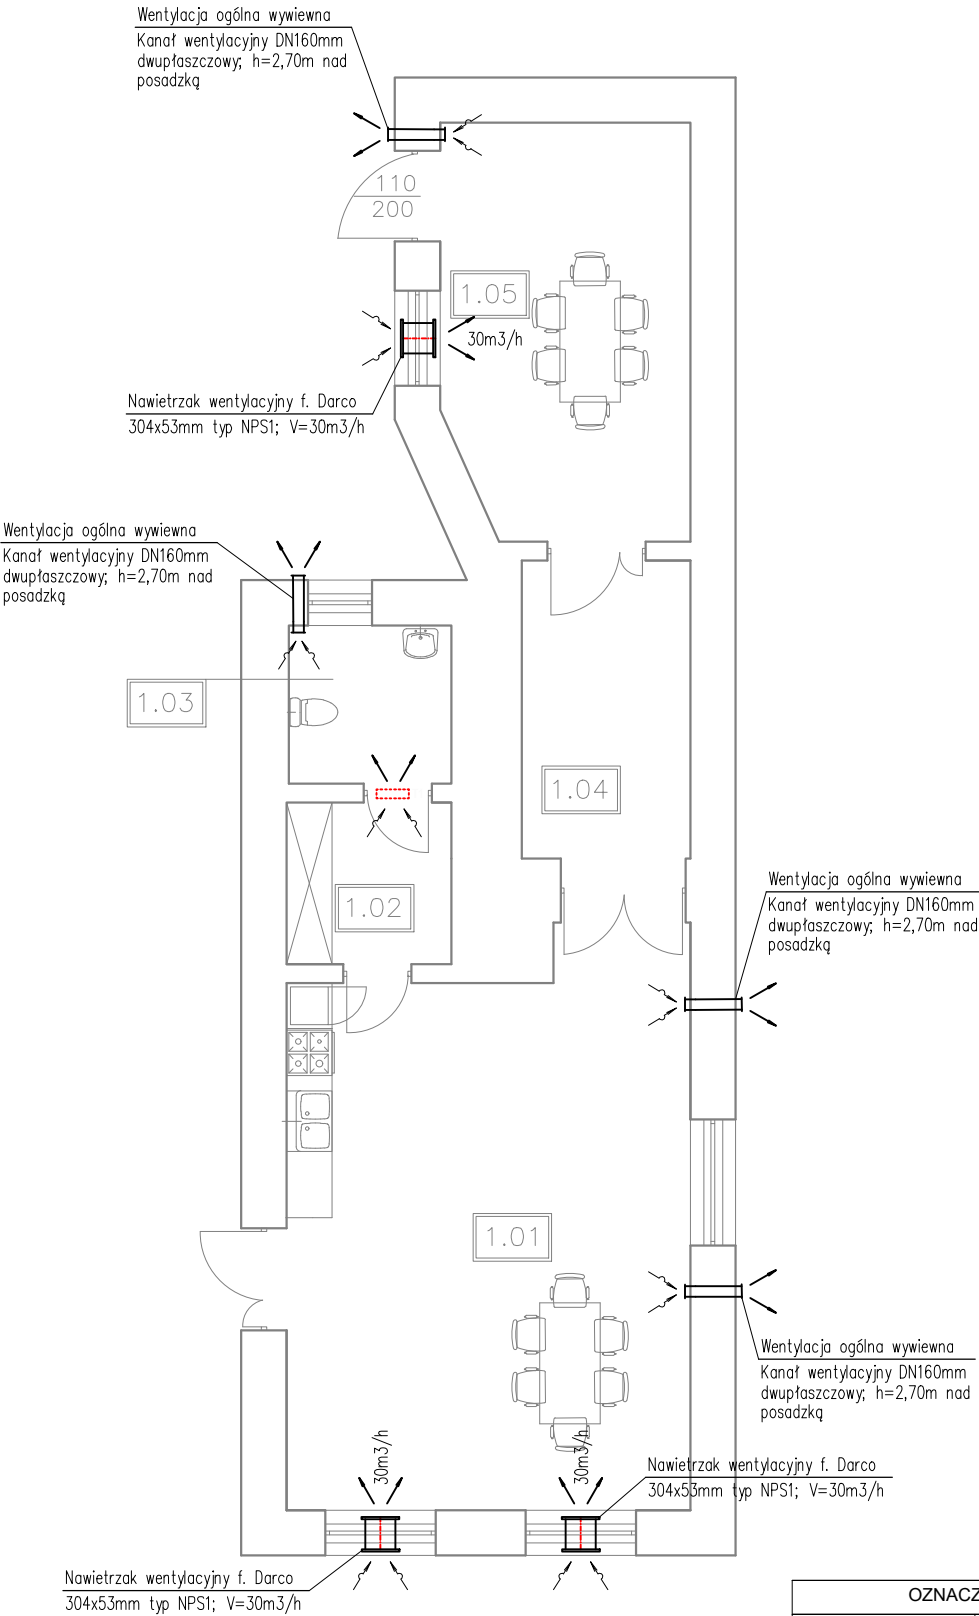 Wentylacja ogólna wywiewna
Kanał wentylacyjny DN160mm
dwupłaszczowy; h=2,70m nad
posadzką
110
200
1.05
30m3/h
Nawietrzak wentylacyjny f. Darco
304x53mm typ NPS1; V=30m3/h
Wentylacja ogólna wywiewna
Kanał wentylacyjny DN160mm
dwupłaszczowy; h=2,70m nad
posadzką
1.03
1.04
1.02
Wentylacja ogólna wywiewna
Kanał wentylacyjny DN160mm
dwupłaszczowy; h=2,70m nad
posadzką
1.01
Wentylacja ogólna wywiewna
Kanał wentylacyjny DN160mm
dwupłaszczowy; h=2,70m nad
posadzką
30m3/h
30m3/h
Nawietrzak wentylacyjny f. Darco
304x53mm typ NPS1; V=30m3/h
Nawietrzak wentylacyjny f. Darco
304x53mm typ NPS1; V=30m3/h
OZNACZ